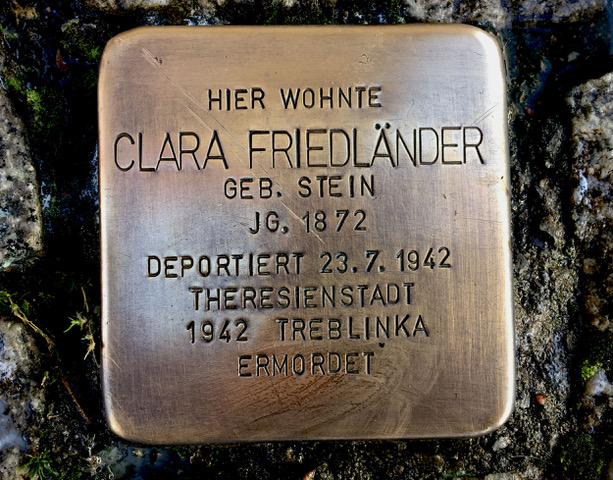 HIER WOHNTE
CLARA FRIEDLÄNDER
GEB. STEIN
JG. 1872
DEPORTIERT 23.7.1942
THERESIENSTADT
1942 TREBLINKA
ERMORDET